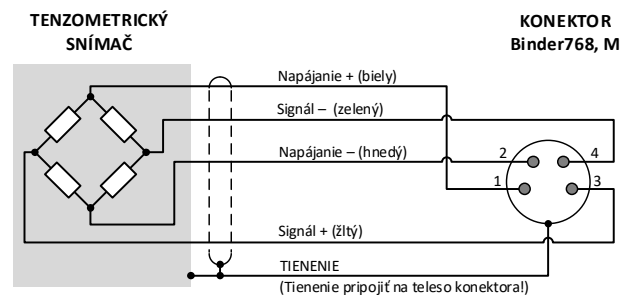 TENZOMETRICKÝ
SNÍMAČ
KONEKTOR
Binder768, M
Napájanie + (biely)
Signál – (zelený)
Napájanie – (hnedý)
2
4
1
3
Signál + (žltý)
TIENENIE
(Tienenie pripojiť na teleso konektora!)